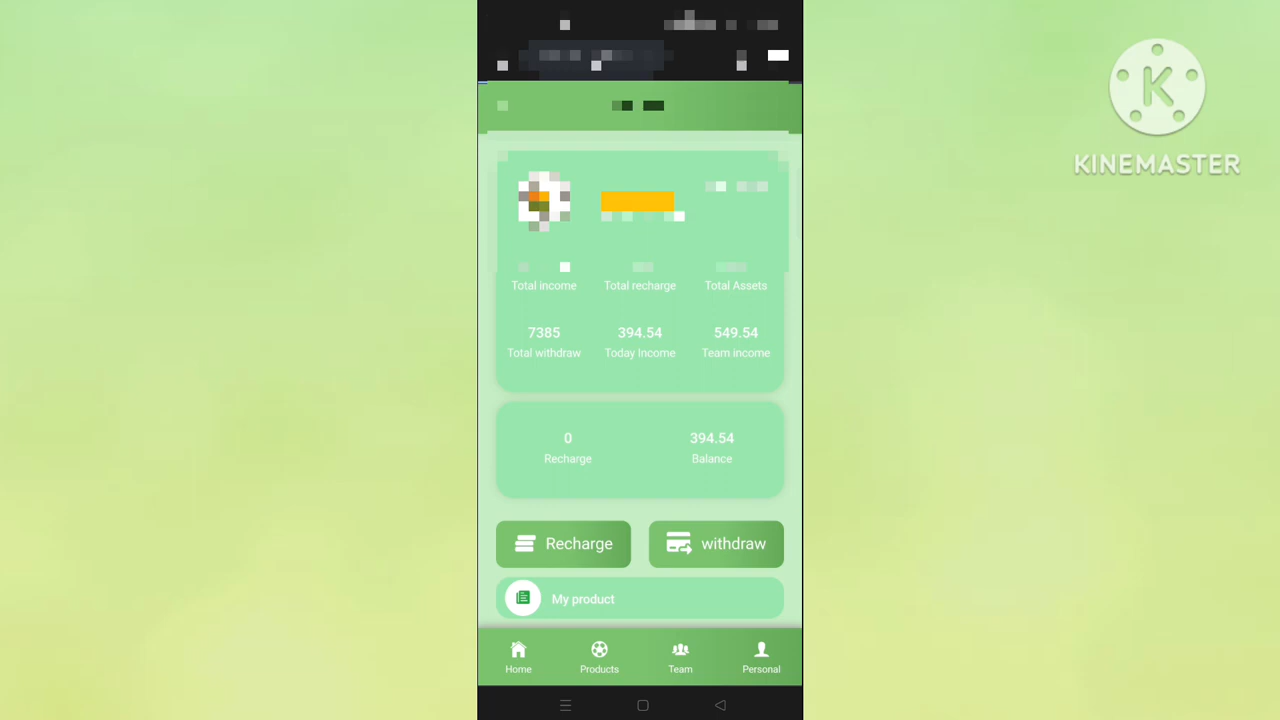 KINEMASTER
Total income Total recharge Total Assets
7385 394.54 549.54
Total withdraw Today Income Team income
0 394.54
Recharge Balance
Recharge withdraw
My product
Home Products Team Personal